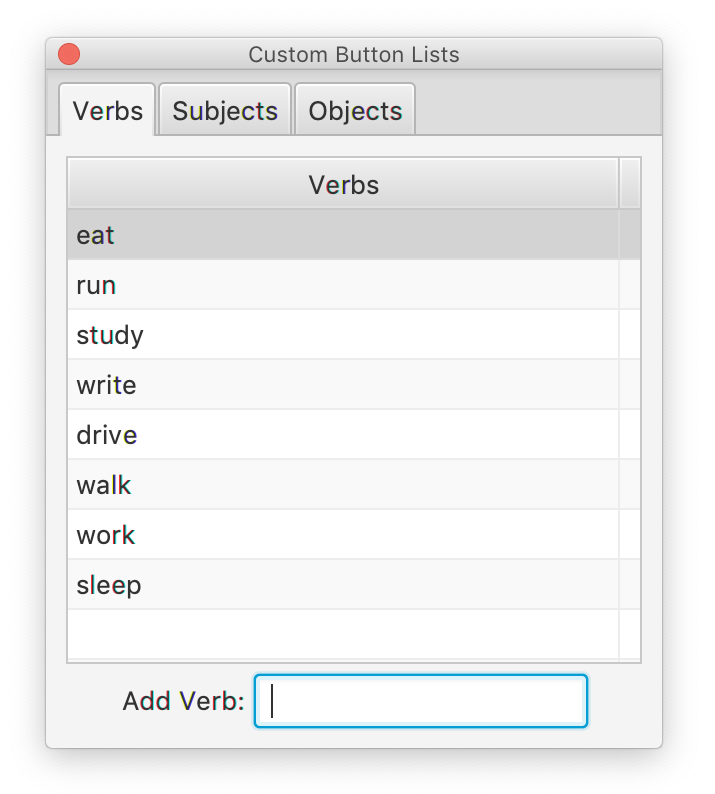 Custom Button Lists
Verbs Subjects Objects
Verbs
eat
run
study
write
drive
walk
work
sleep
Add Verb: